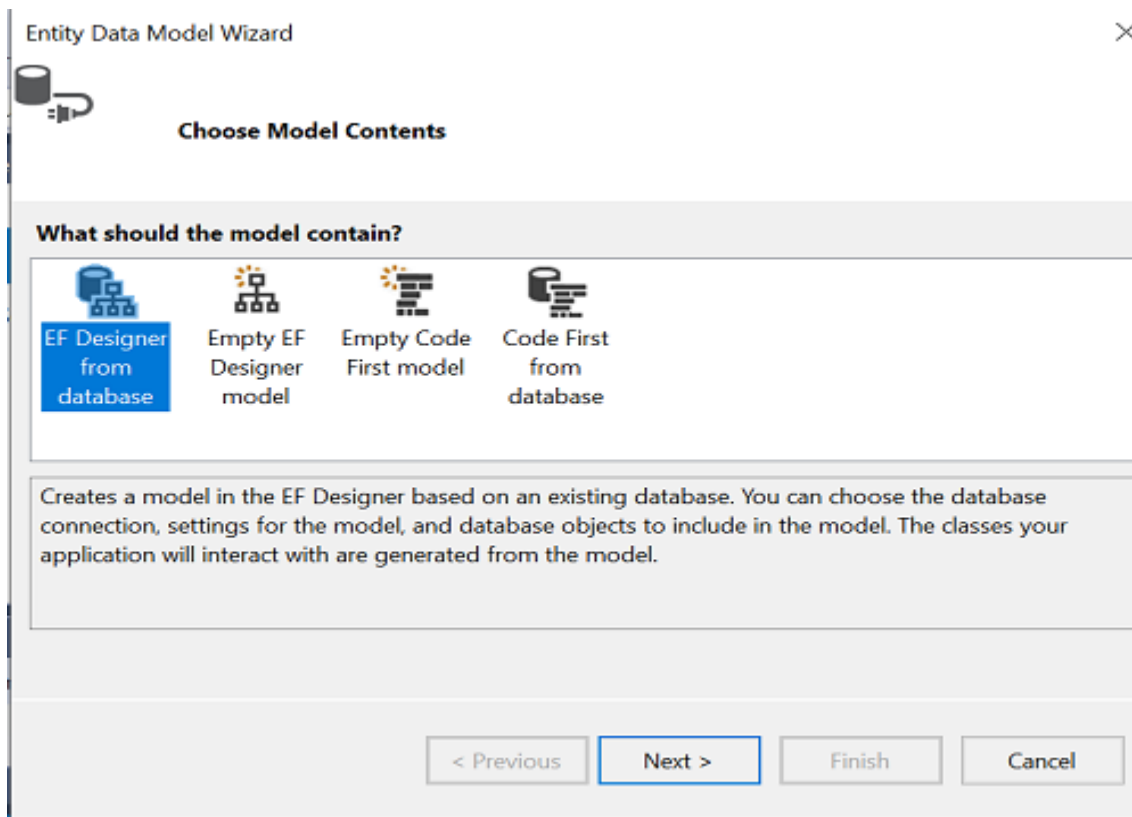 Entity Data Model Wizard
Choose Model Contents
What should the model contain?
EF Designer
from
database
Empty EF
Designer
model
Empty Code
First model
Code First
from
database
Creates a model in the EF Designer based on an existing database. You can choose the database
connection, settings for the model, and database objects to include in the model. The classes your
application will interact with are generated from the model.
< Previous
Next >
Finish
Cancel